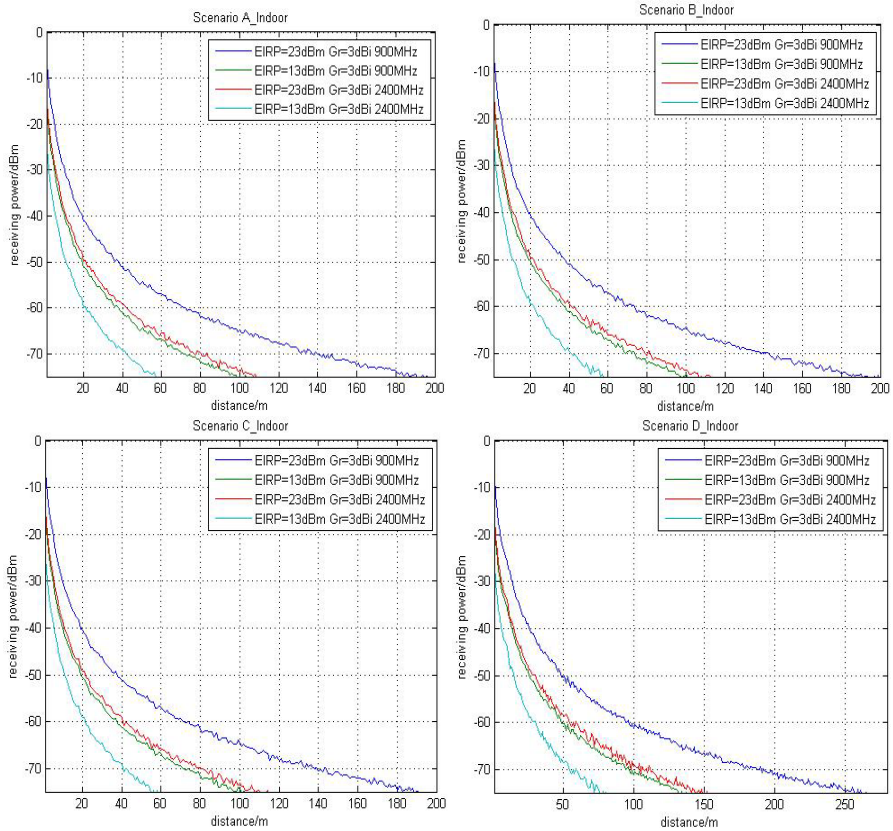 Scenario A_Indoor
EIRP=23dBm Gr=3dBi 900MHz
EIRP=13dBm Gr=3dBi 900MHz
EIRP=23dBm Gr=3dBi 2400MHz
EIRP=13dBm Gr=3dBi 2400MHz
receiving power/dBm
0
-10
-20
-30
-40
-50
-60
-70
20 40 60 80 100 120 140 160 180 200
distance/m
Scenario B_Indoor
EIRP=23dBm Gr=3dBi 900MHz
EIRP=13dBm Gr=3dBi 900MHz
EIRP=23dBm Gr=3dBi 2400MHz
EIRP=13dBm Gr=3dBi 2400MHz
receiving power/dBm
0
-10
-20
-30
-40
-50
-60
-70
20 40 60 80 100 120 140 160 180 200
distance/m
Scenario C_Indoor
EIRP=23dBm Gr=3dBi 900MHz
EIRP=13dBm Gr=3dBi 900MHz
EIRP=23dBm Gr=3dBi 2400MHz
EIRP=13dBm Gr=3dBi 2400MHz
receiving power/dBm
0
-10
-20
-30
-40
-50
-60
-70
20 40 60 80 100 120 140 160 180 200
distance/m
Scenario D_Indoor
EIRP=23dBm Gr=3dBi 900MHz
EIRP=13dBm Gr=3dBi 900MHz
EIRP=23dBm Gr=3dBi 2400MHz
EIRP=13dBm Gr=3dBi 2400MHz
receiving power/dBm
0
-10
-20
-30
-40
-50
-60
-70
50 100 150 200 250
distance/m